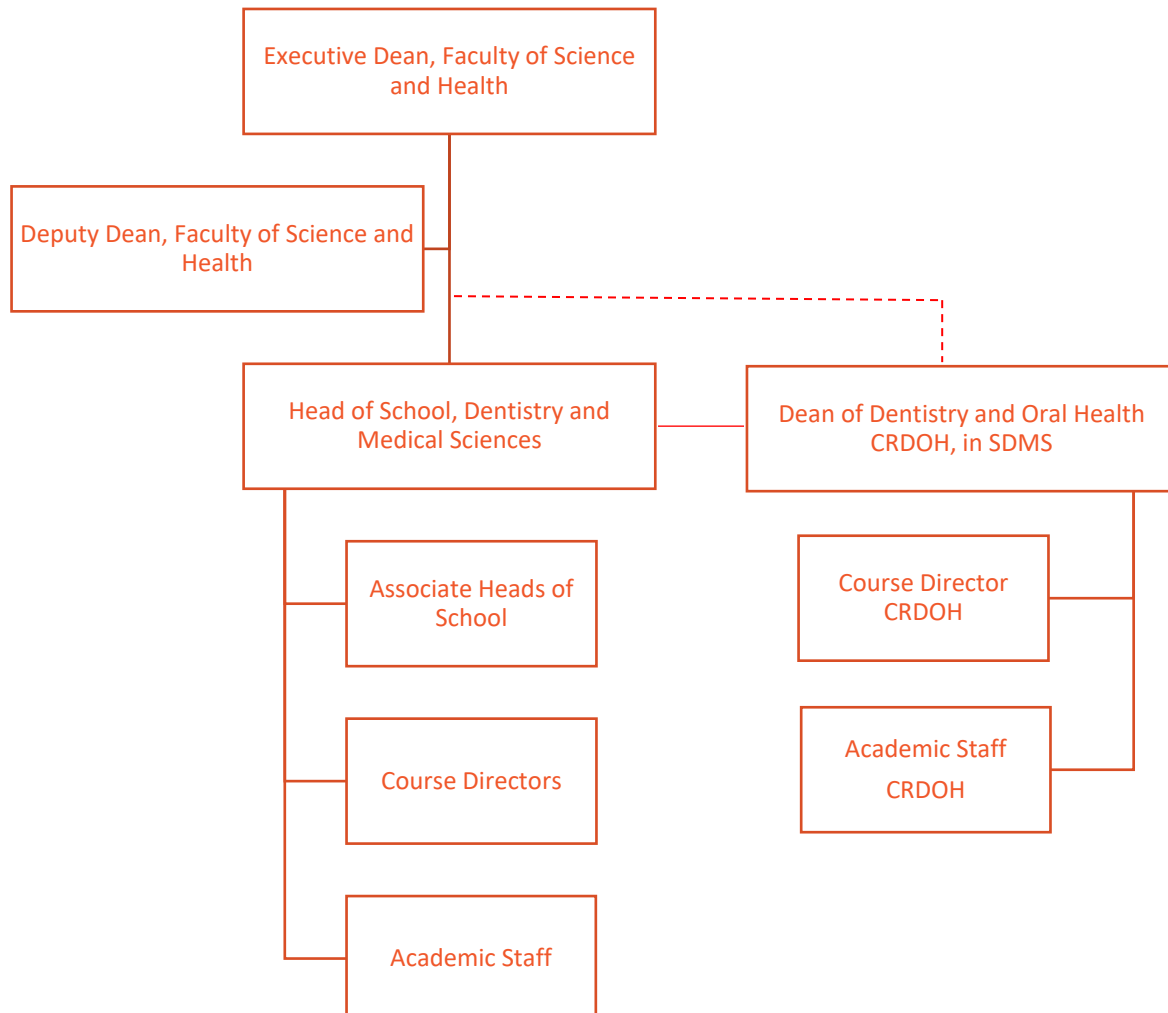 Executive Dean, Faculty of Science
and Health
Deputy Dean, Faculty of Science and
Health
Head of School, Dentistry and
Medical Sciences
Dean of Dentistry and Oral Health
CRDOH, in SDMS
Associate Heads of
School
Course Director
CRDOH
Course Directors
Academic Staff
CRDOH
Academic Staff